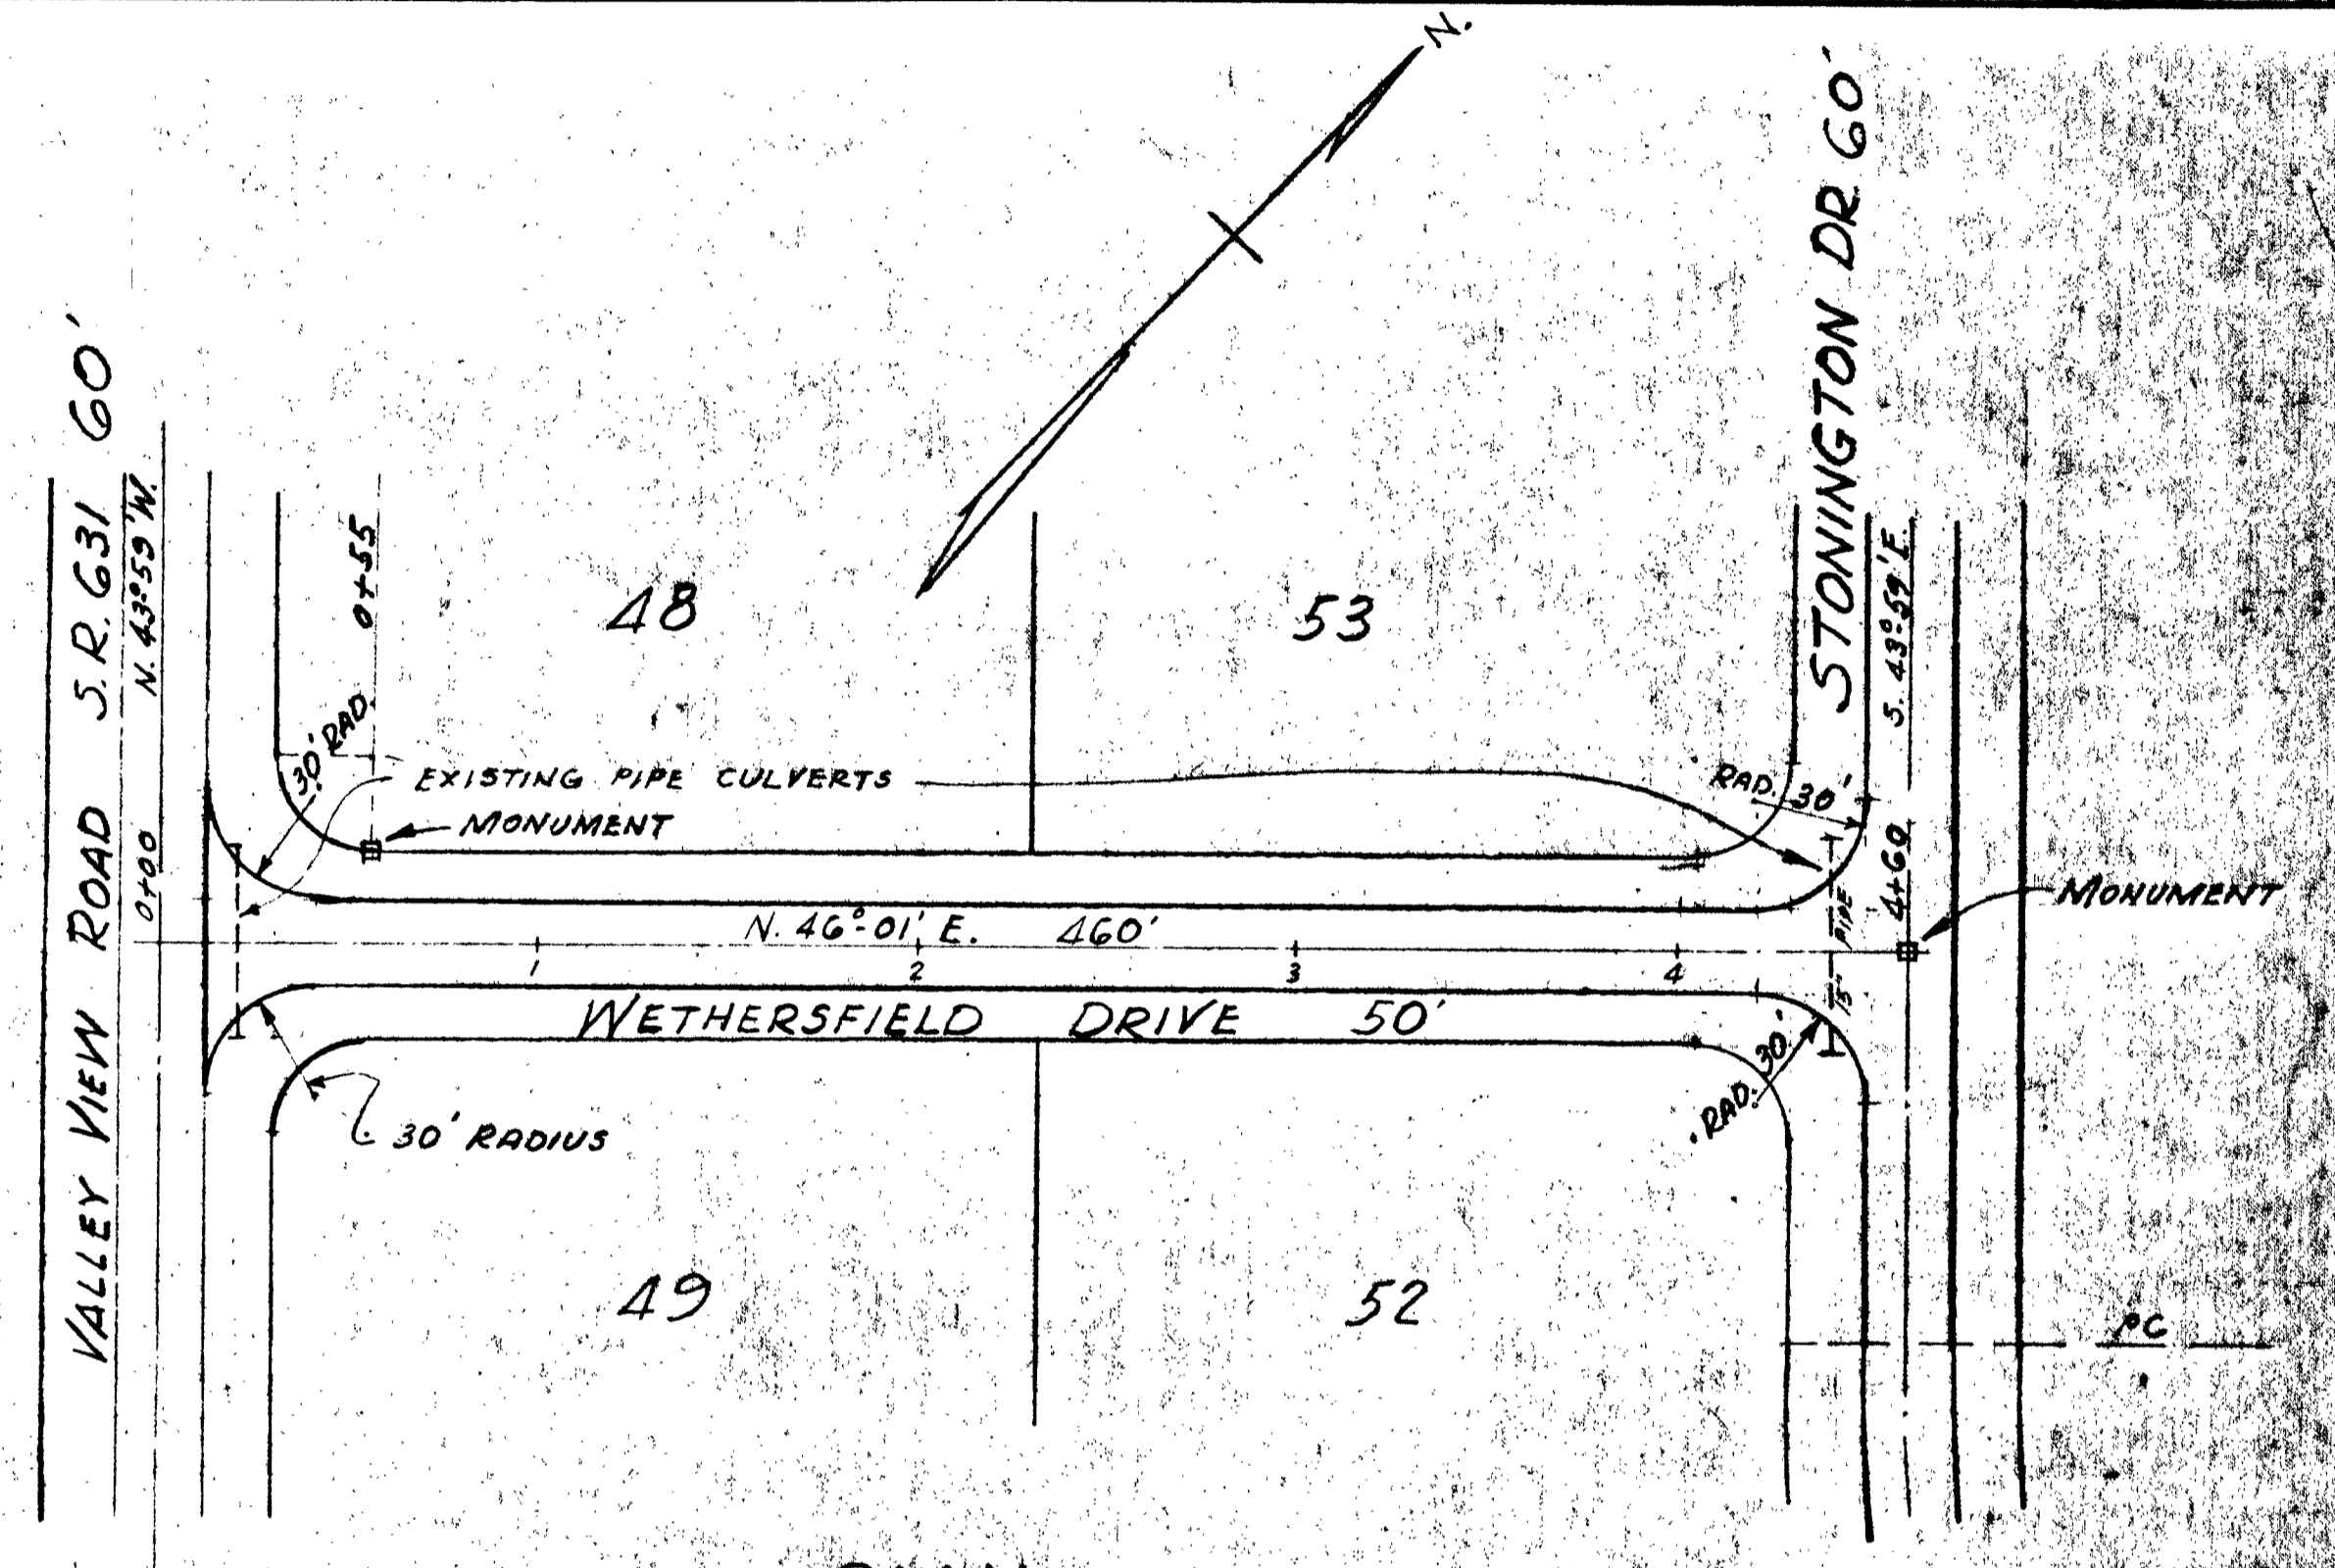 N.
VALLEY VIEW ROAD S.R. 631 60'
N. 43°-59' W.
0+00
0+55
48
53
STONINGTON DR. 60'
S. 43°-59' E.
4+60
30' RAD.
EXISTING PIPE CULVERTS
MONUMENT
RAD. 30'
MONUMENT
N. 46°-01' E. 460'
1 2 3 4
15" PIPE
WETHERSFIELD DRIVE 50'
30' RADIUS
RAD. 30'
49
52
PC